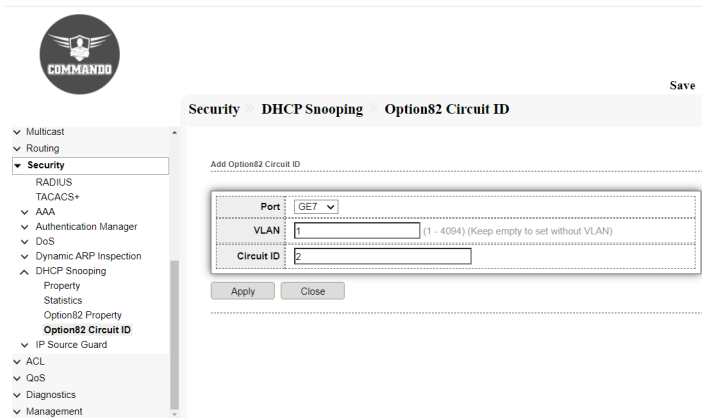 COMMANDO
Save
Security » DHCP Snooping » Option82 Circuit ID
Multicast
Routing
Security
RADIUS
TACACS+
AAA
Authentication Manager
DoS
Dynamic ARP Inspection
DHCP Snooping
Property
Statistics
Option82 Property
Option82 Circuit ID
IP Source Guard
ACL
QoS
Diagnostics
Management
Add Option82 Circuit ID
Port GE7
VLAN 1 (1 - 4094) (Keep empty to set without VLAN)
Circuit ID 2
Apply Close